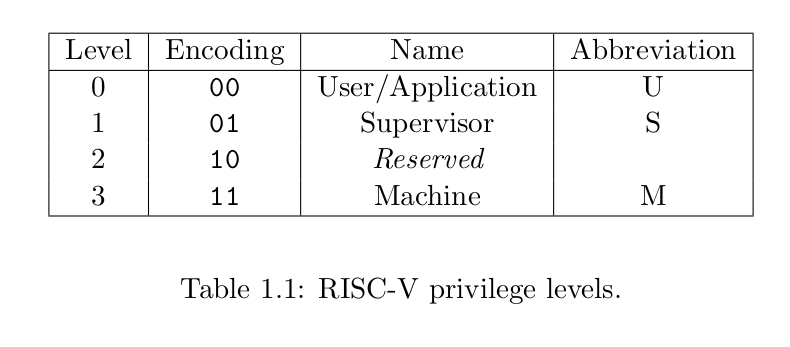 Level Encoding Name Abbreviation
0 00 User/Application U
1 01 Supervisor S
2 10 Reserved
3 11 Machine M
Table 1.1: RISC-V privilege levels.